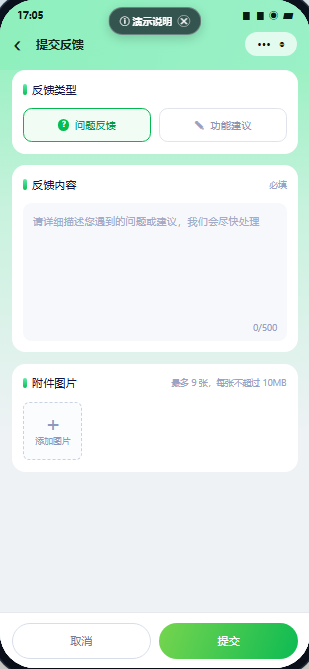 17:05
演示说明
提交反馈
反馈类型
问题反馈
功能建议
反馈内容
必填
请详细描述您遇到的问题或建议，我们会尽快处理
0/500
附件图片
最多 9 张，每张不超过 10MB
添加图片
取消
提交